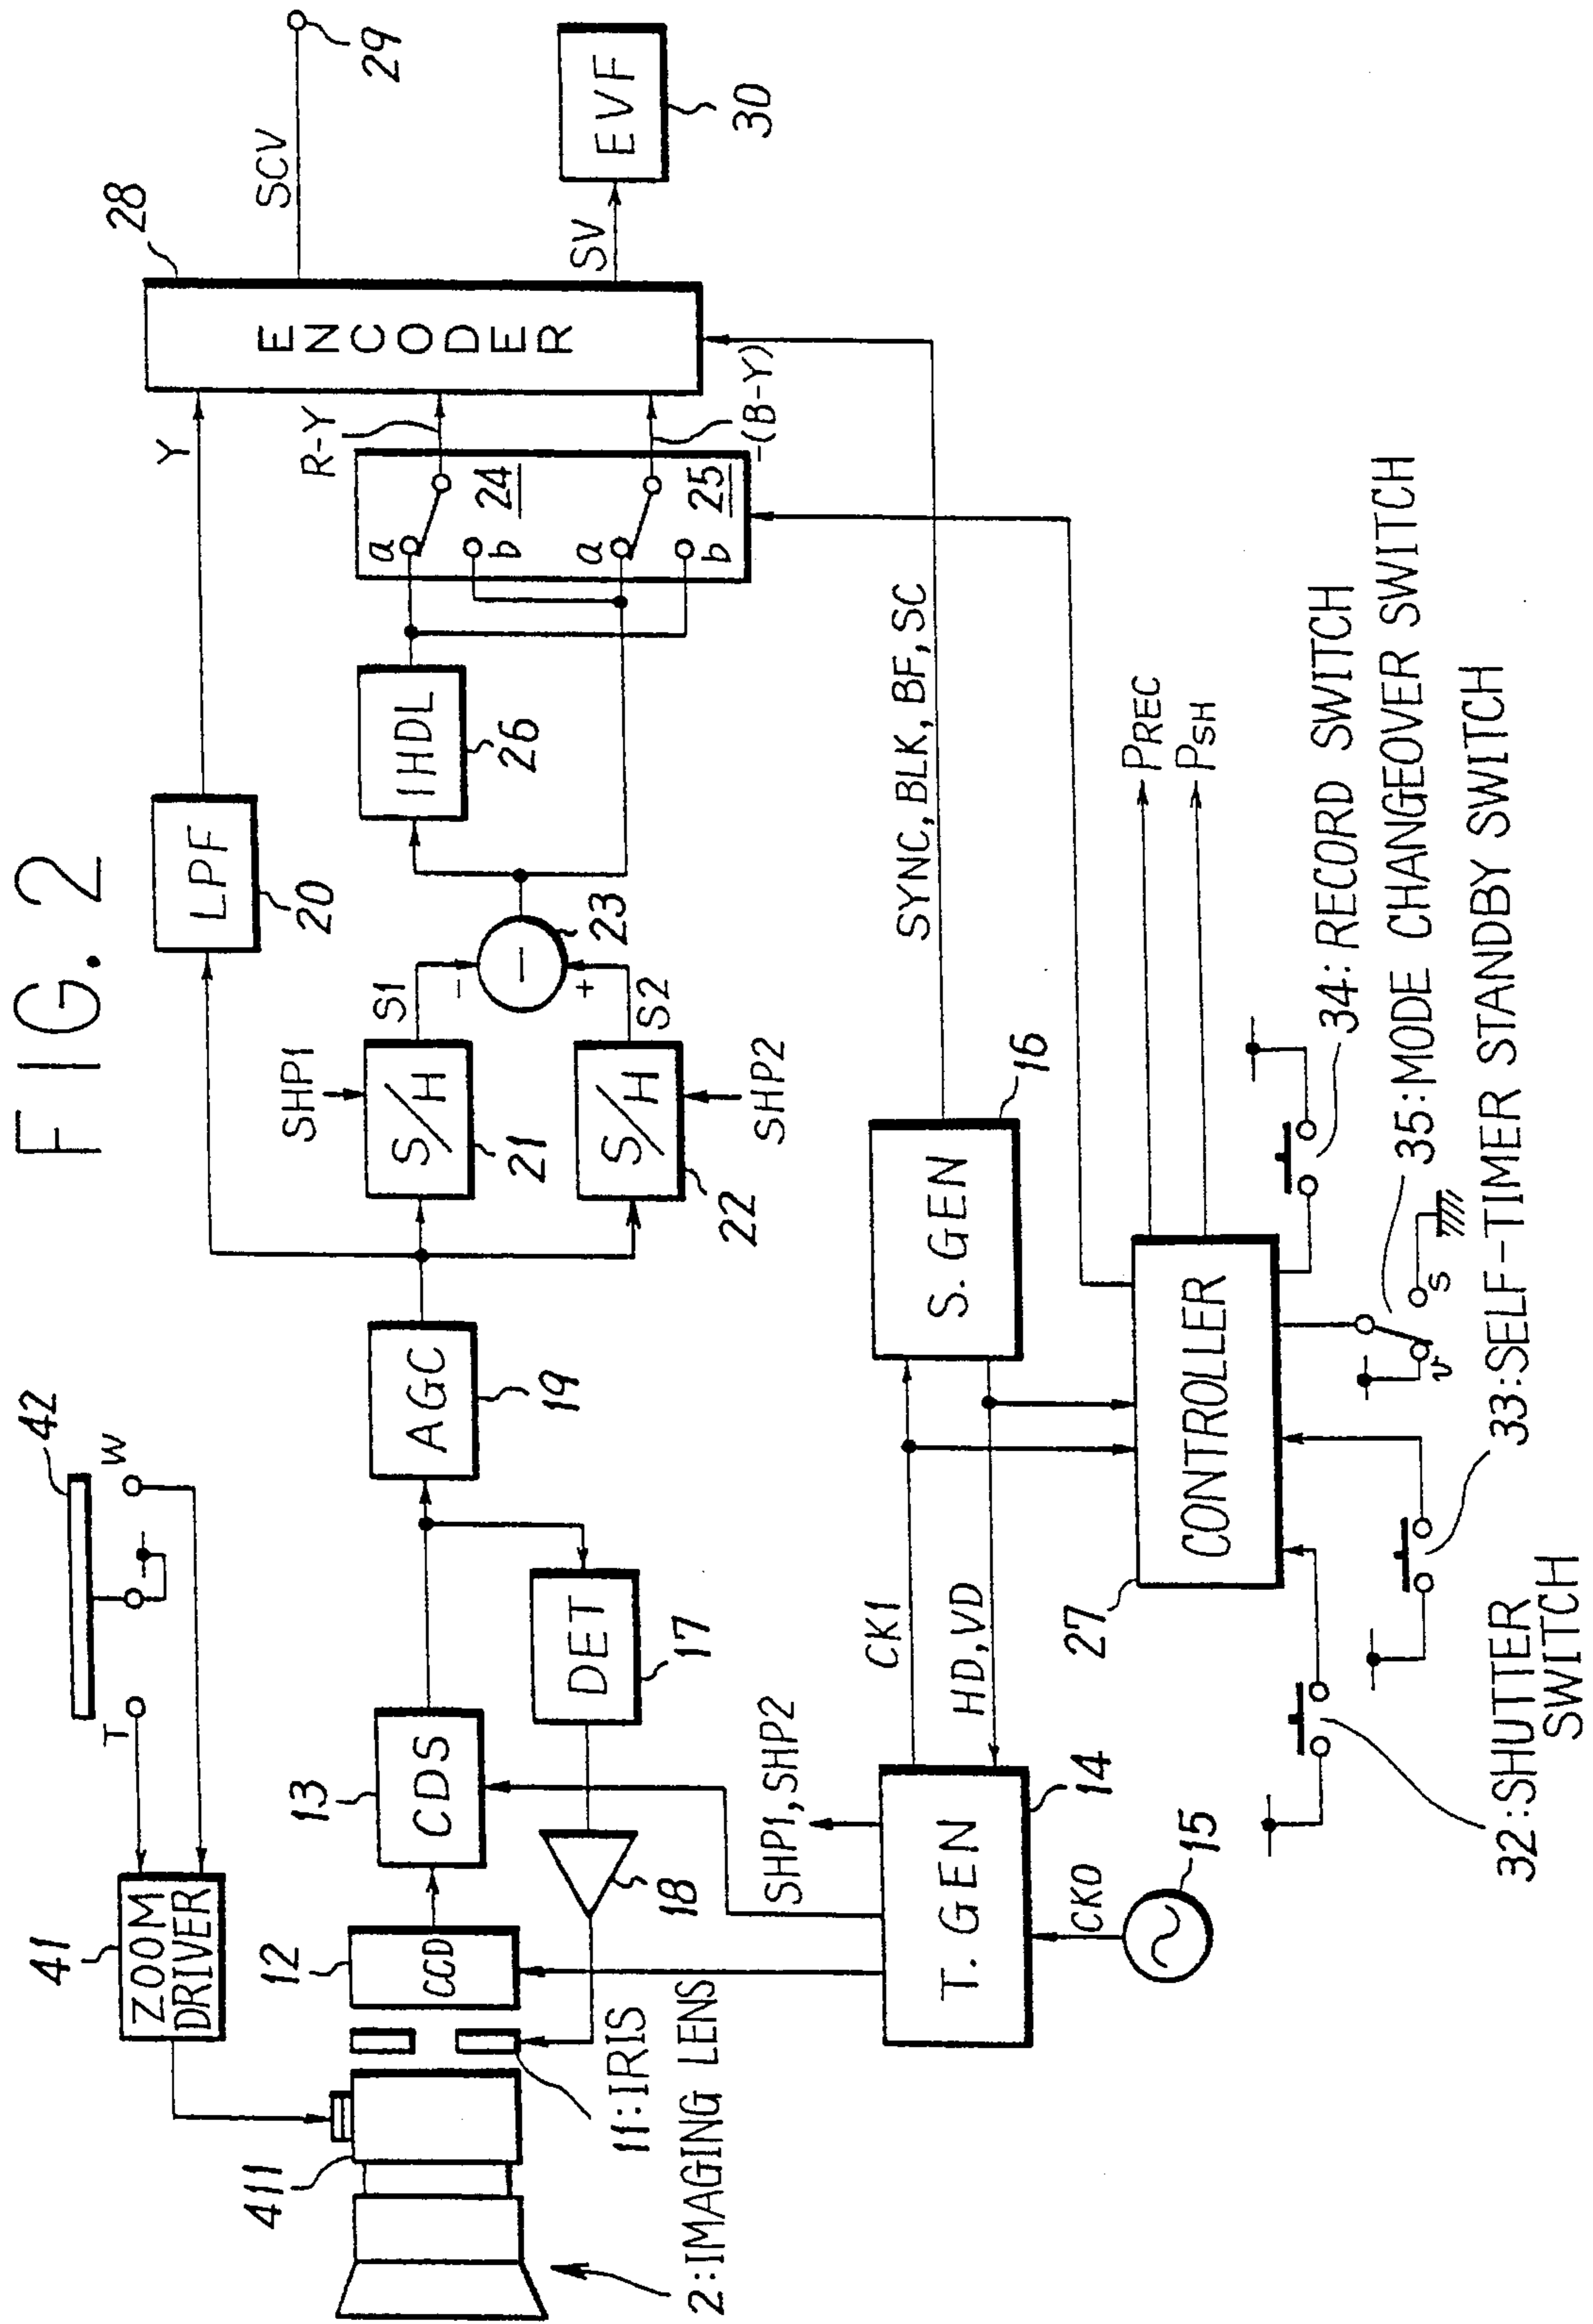 FIG. 2
42
T
W
41
ZOOM
DRIVER
LPF
20
Y
28
SCV
29
411
12
CCD
13
CDS
AGC
19
SHP1
S/H
21
S1
S/H
22
SHP2
S2
-
+
-
23
1HDL
26
a
b
24
a
b
25
R-Y
-(B-Y)
ENCODER
SV
EVF
30
DET
17
18
11:IRIS
2:IMAGING LENS
SHP1, SHP2
T. GEN
14
CK0
15
CK1
HD, VD
S. GEN
16
SYNC, BLK, BF, SC
27
CONTROLLER
PREC
PSH
v
s
34:RECORD SWITCH
35:MODE CHANGEOVER SWITCH
33:SELF-TIMER STANDBY SWITCH
32:SHUTTER
SWITCH